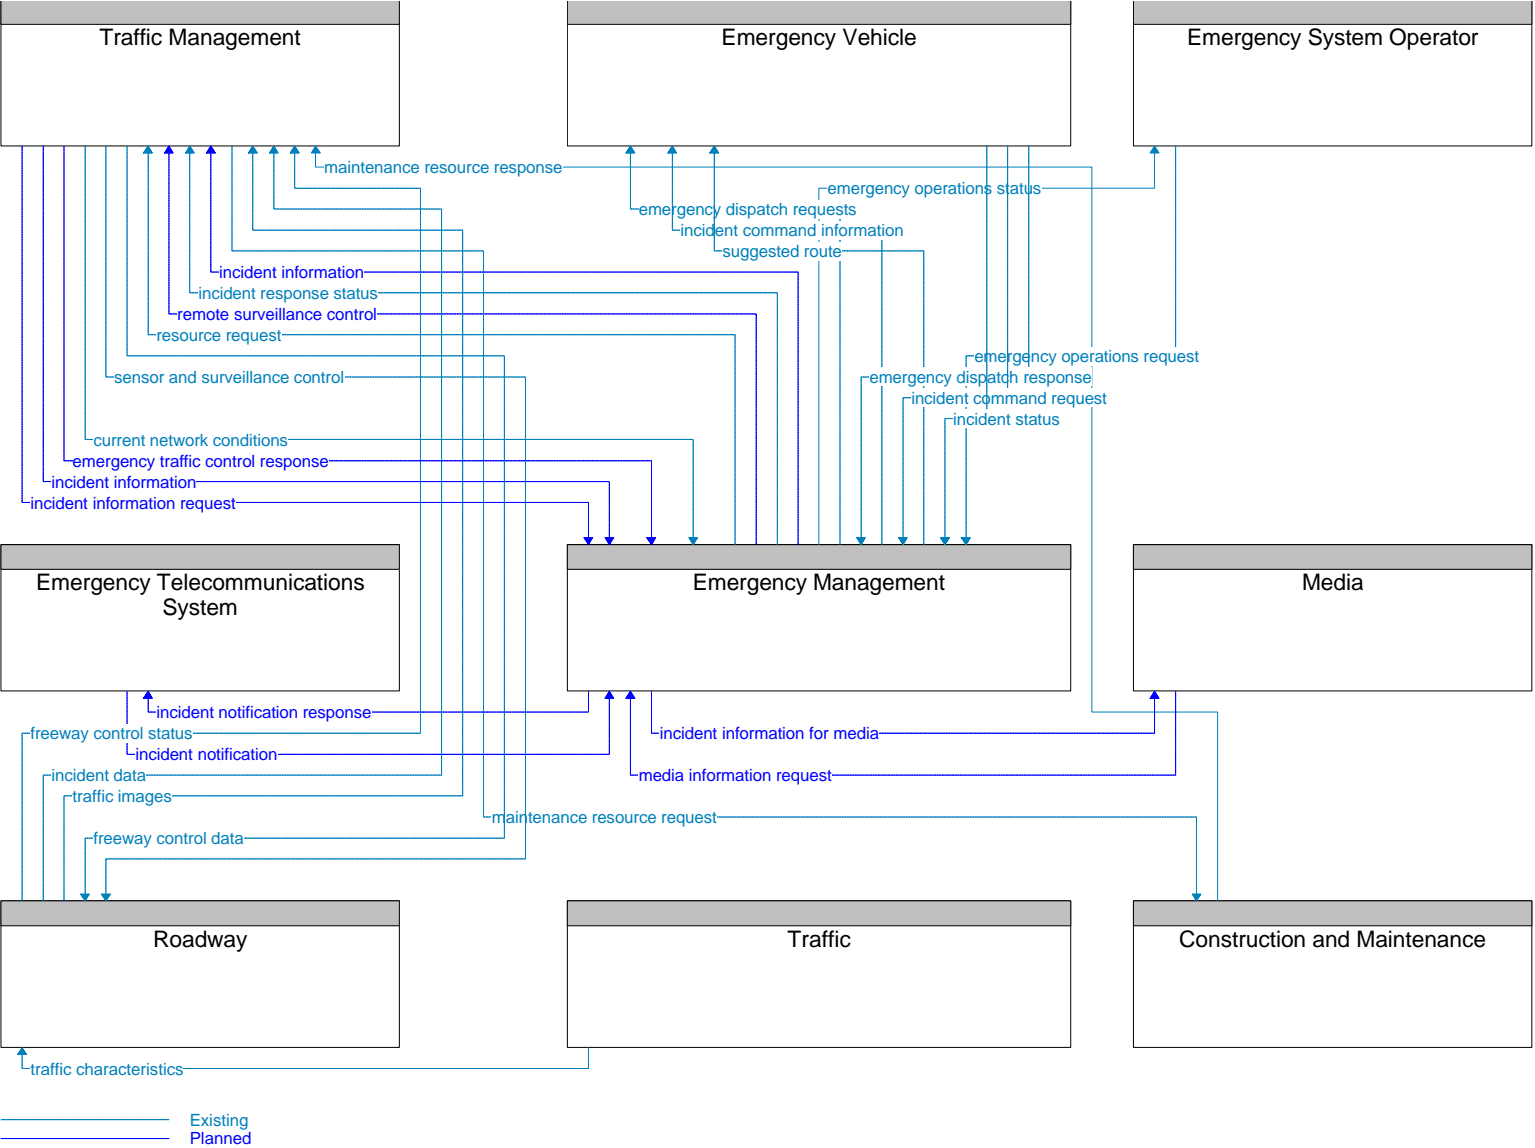 Traffic Management
Emergency Vehicle
Emergency System Operator
maintenance resource response
emergency operations status
emergency dispatch requests
incident command information
suggested route
incident information
incident response status
remote surveillance control
resource request
emergency operations request
sensor and surveillance control
emergency dispatch response
incident command request
incident status
current network conditions
emergency traffic control response
incident information
incident information request
Emergency Telecommunications
System
Emergency Management
Media
incident notification response
freeway control status
incident information for media
incident notification
incident data
media information request
traffic images
maintenance resource request
freeway control data
Roadway
Traffic
Construction and Maintenance
traffic characteristics
Existing
Planned